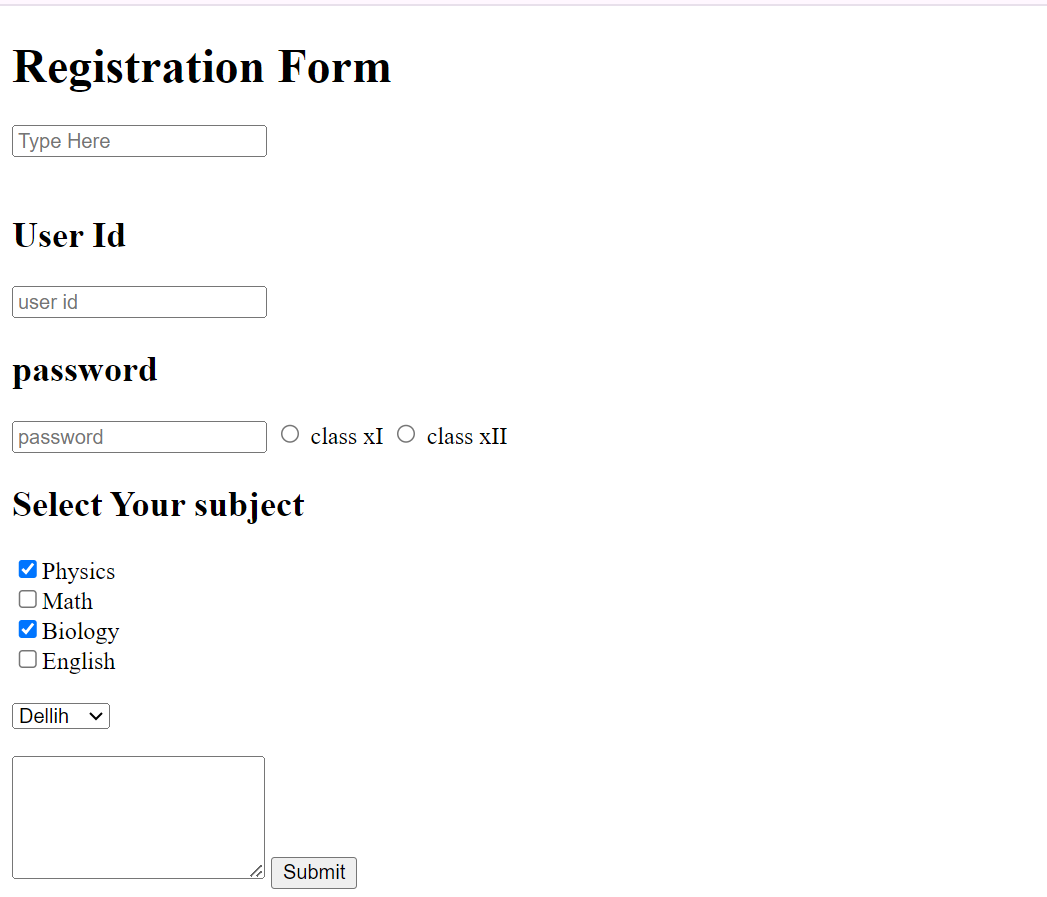 Registration Form
Type Here
User Id
user id
password
password class xI class xII
Select Your subject
Physics
Math
Biology
English
Dellih
Submit